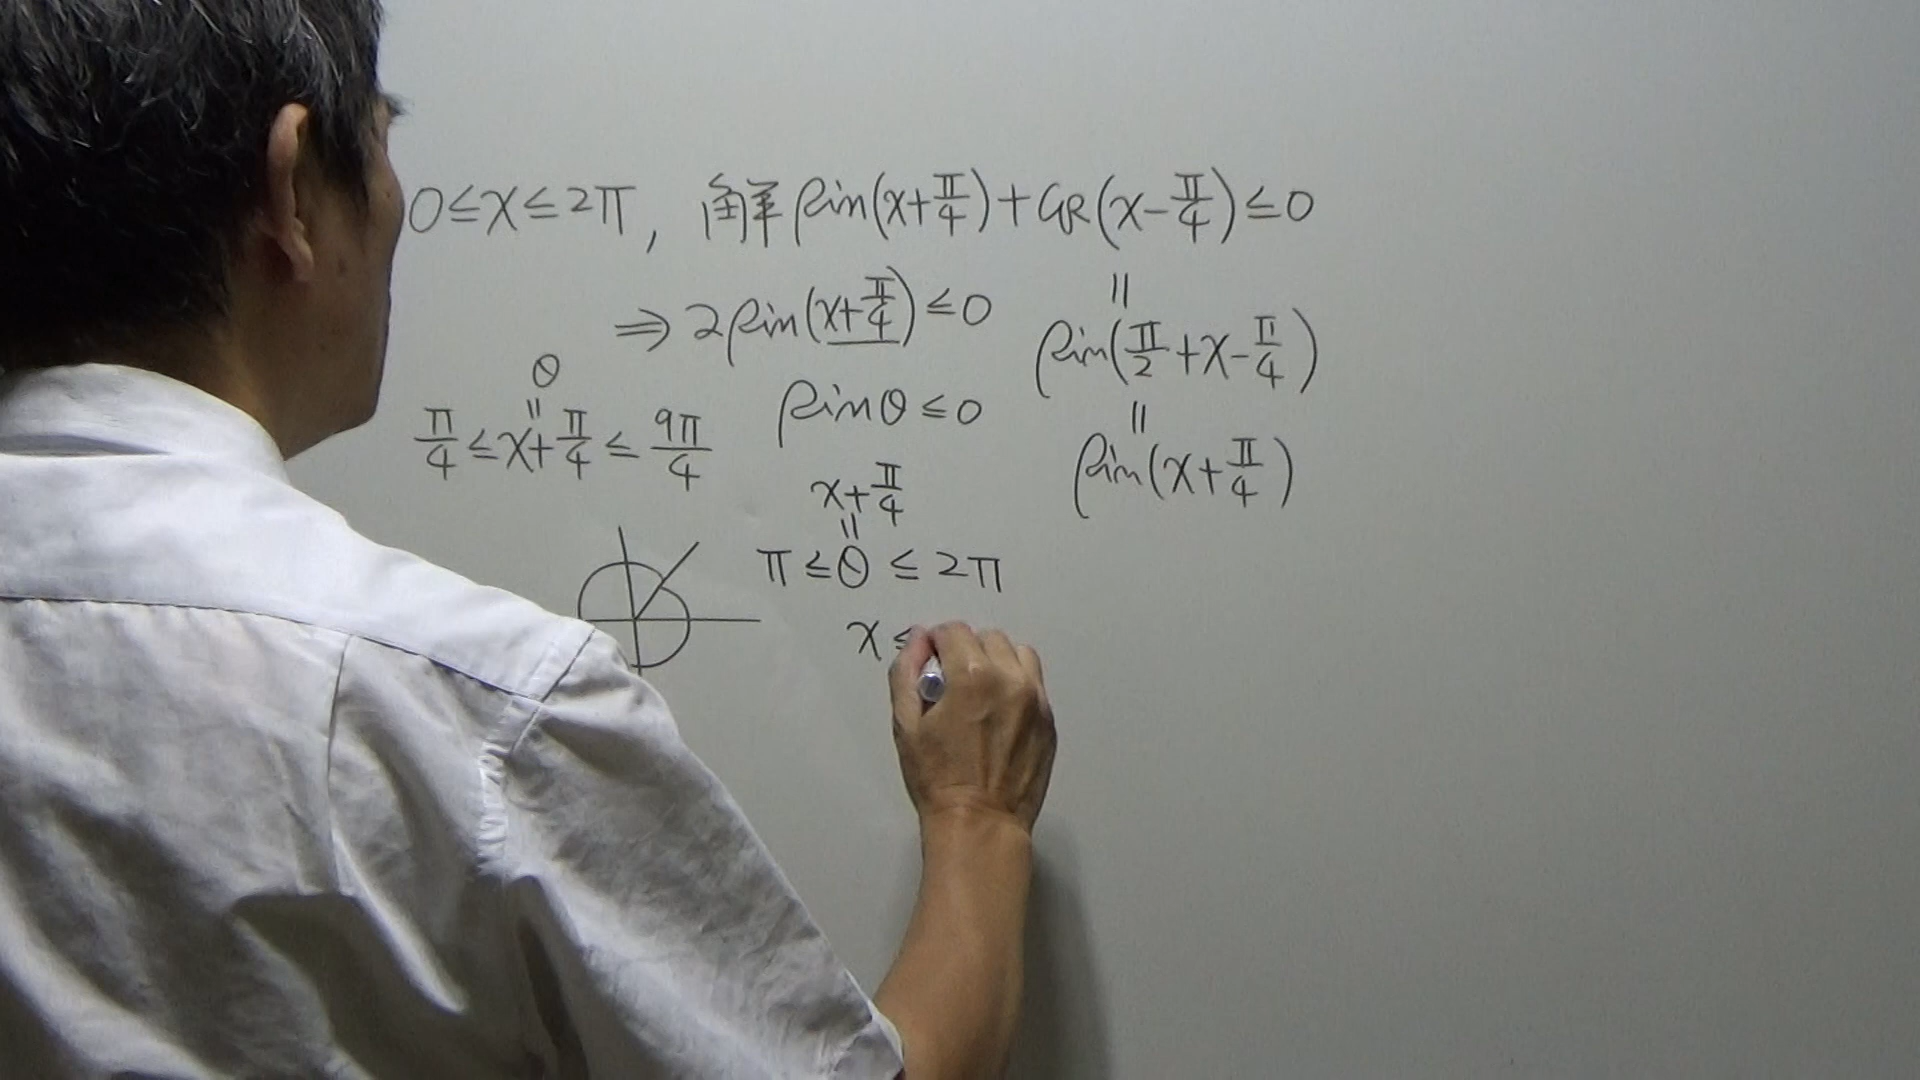 0≤x≤2π, 解 sin(x+π/4)+cos(x-π/4)≤0
⇒ 2sin(x+π/4)≤0
=
sin(π/2+x-π/4)
=
sin(x+π/4)
θ
=
π/4≤x+π/4≤9π/4
sinθ≤0
x+π/4
=
π≤θ≤2π
x≤